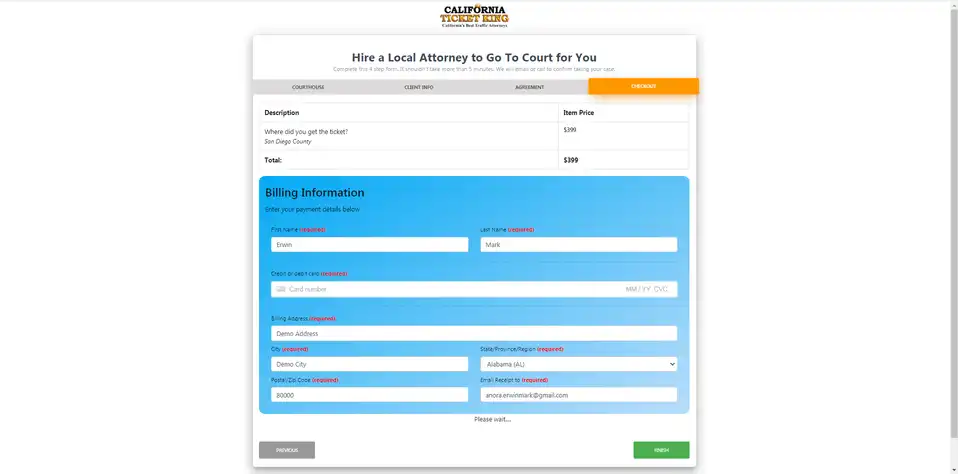 CALIFORNIA
TICKET KING
California's Best Traffic Attorneys
Hire a Local Attorney to Go To Court for You
Complete this 4 step form...It shouldn't take more than 5 minutes. We will email or call to confirm taking your case.
COURTHOUSE CLIENT INFO AGREEMENT CHECKOUT
Description Item Price
Where did you get the ticket? $399
San Diego County
Total: $399
Billing Information
Enter your payment details below
First Name (required) Last Name (required)
Erwin Mark
Credit or debit card (required)
Card number MM / YY CVC
Billing Address (required)
Demo Address
City (required) State/Province/Region (required)
Demo City Alabama (AL)
Postal/Zip Code (required) Email Receipt to (required)
80000 anora.erwinmark@gmail.com
Please wait...
PREVIOUS FINISH